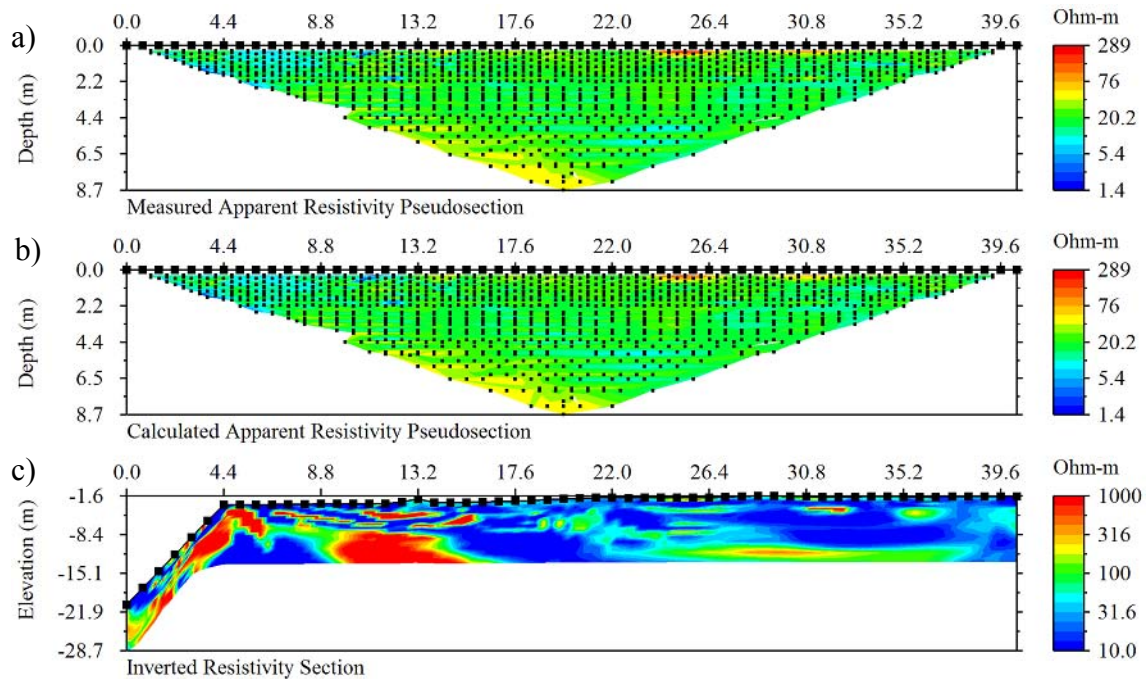 0.0 4.4 8.8 13.2 17.6 22.0 26.4 30.8 35.2 39.6
Ohm-m
a)
0.0
2.2
4.4
6.5
8.7
Depth (m)
289
76
20.2
5.4
1.4
Measured Apparent Resistivity Pseudosection
0.0 4.4 8.8 13.2 17.6 22.0 26.4 30.8 35.2 39.6
Ohm-m
b)
0.0
2.2
4.4
6.5
8.7
Depth (m)
289
76
20.2
5.4
1.4
Calculated Apparent Resistivity Pseudosection
0.0 4.4 8.8 13.2 17.6 22.0 26.4 30.8 35.2 39.6
Ohm-m
c)
-1.6
-8.4
-15.1
-21.9
-28.7
Elevation (m)
1000
316
100
31.6
10.0
Inverted Resistivity Section